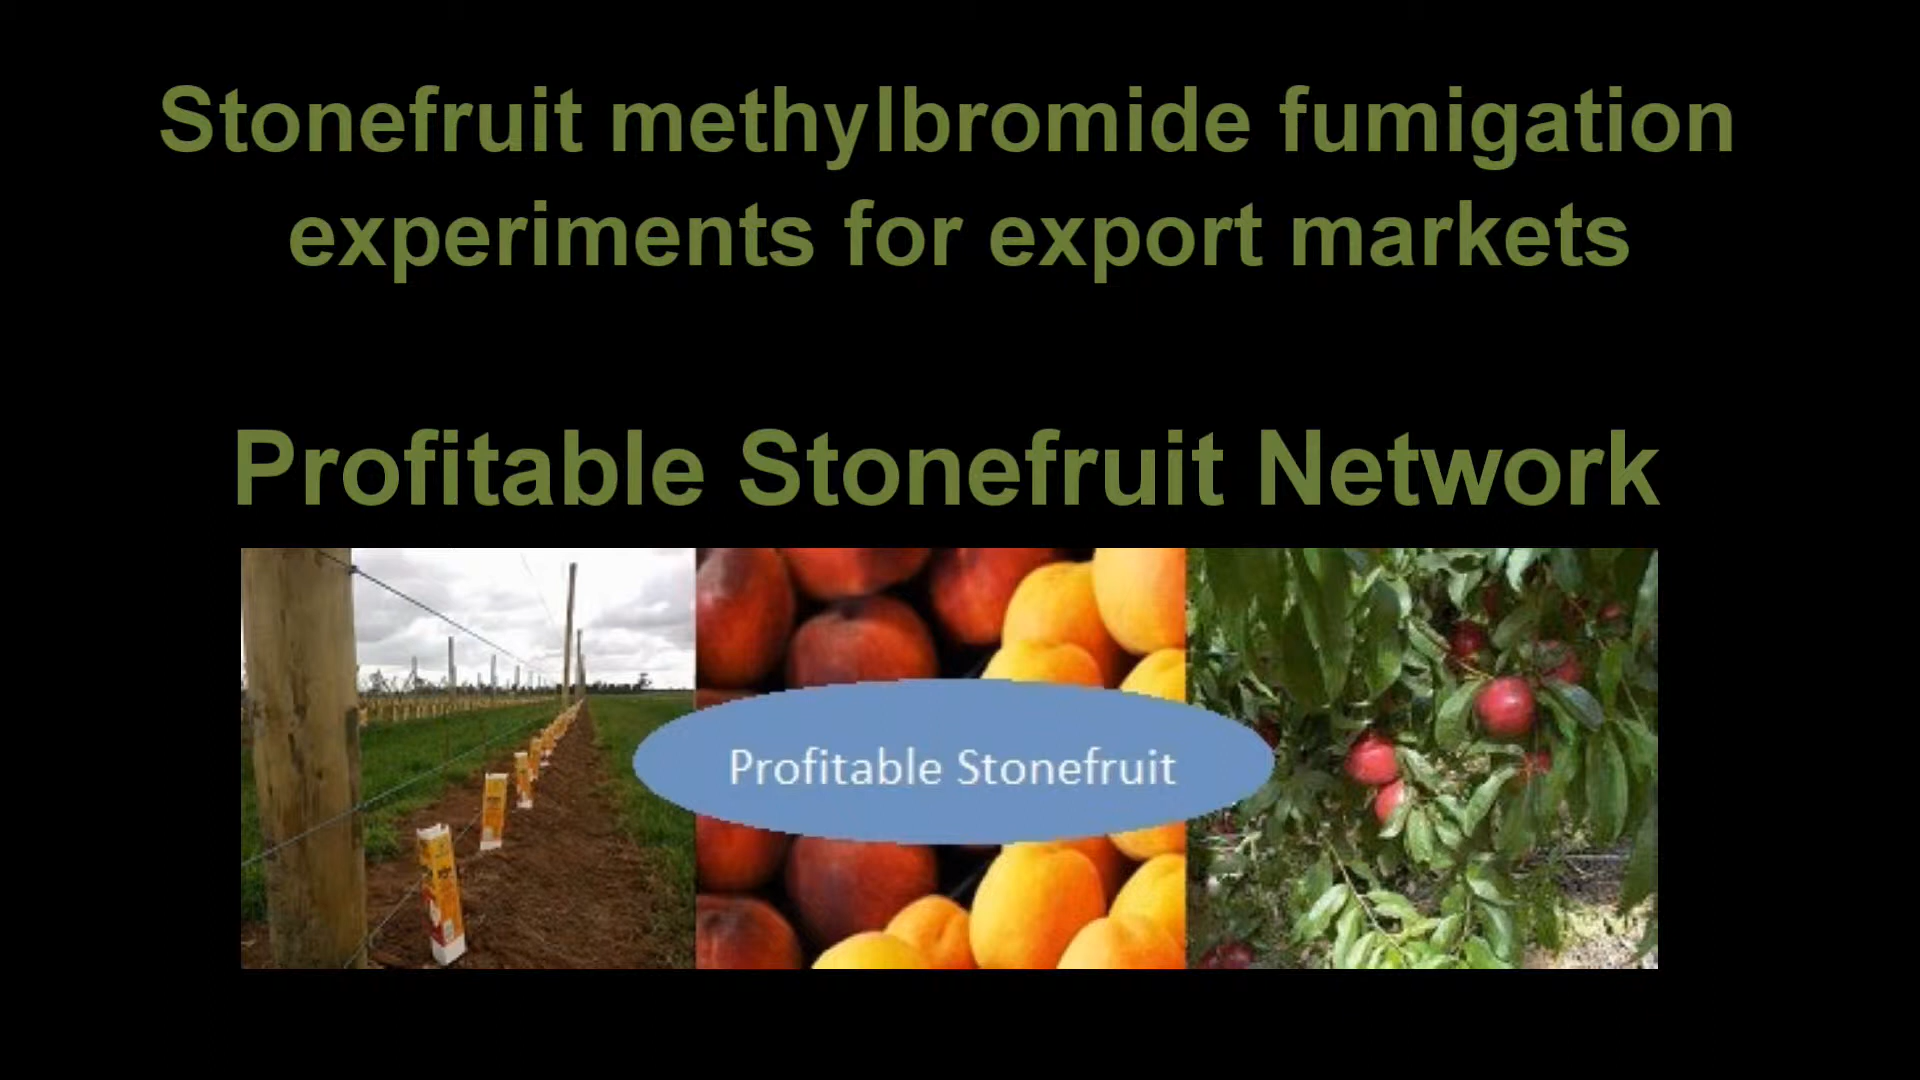 Stonefruit methylbromide fumigation
experiments for export markets
Profitable Stonefruit Network
Profitable Stonefruit